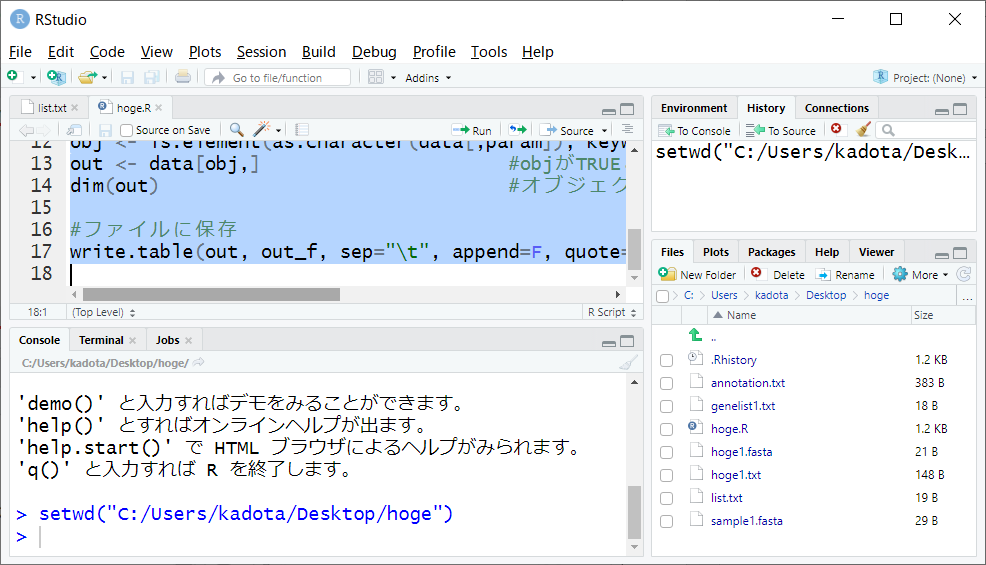 RStudio
File Edit Code View Plots Session Build Debug Profile Tools Help
Go to file/function Addins Project: (None)
list.txt hoge.R
Source on Save Run Source
12 obj <- is.element(as.character(data[,param]), keyw
13 out <- data[obj,] #objがTRUE
14 dim(out) #オブジェク
15
16 #ファイルに保存
17 write.table(out, out_f, sep="\t", append=F, quote=
18
18:1 (Top Level) R Script
Console Terminal Jobs
C:/Users/kadota/Desktop/hoge/
'demo()' と入力すればデモをみることができます。
'help()' とすればオンラインヘルプが出ます。
'help.start()' で HTML ブラウザによるヘルプがみられます。
'q()' と入力すれば R を終了します。
> setwd("C:/Users/kadota/Desktop/hoge")
>
Environment History Connections
To Console To Source
setwd("C:/Users/kadota/Desk...
Files Plots Packages Help Viewer
New Folder Delete Rename More
C: Users kadota Desktop hoge ...
Name Size
..
.Rhistory 1.2 KB
annotation.txt 383 B
genelist1.txt 18 B
hoge.R 1.2 KB
hoge1.fasta 21 B
hoge1.txt 148 B
list.txt 19 B
sample1.fasta 29 B